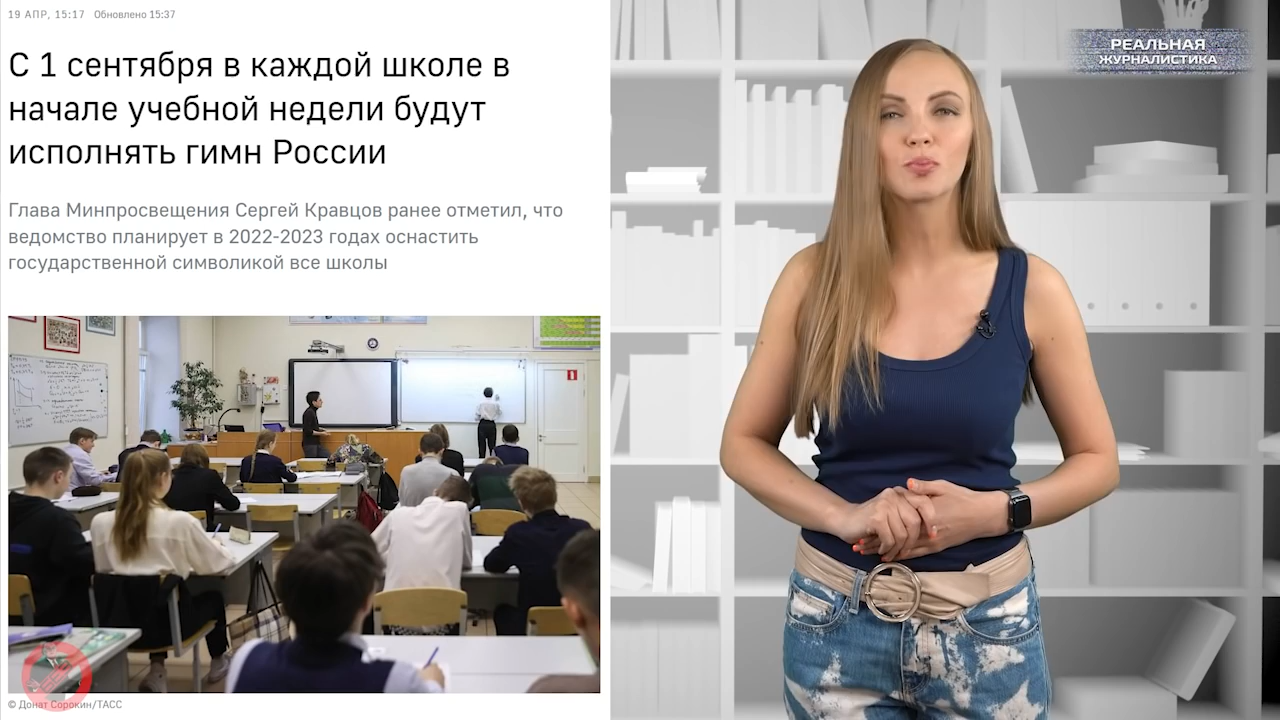 19 АПР, 15:17 Обновлено 15:37
С 1 сентября в каждой школе в
начале учебной недели будут
исполнять гимн России
Глава Минпросвещения Сергей Кравцов ранее отметил, что
ведомство планирует в 2022-2023 годах оснастить
государственной символикой все школы
© Донат Сорокин/ТАСС
РЕАЛЬНАЯ
ЖУРНАЛИСТИКА